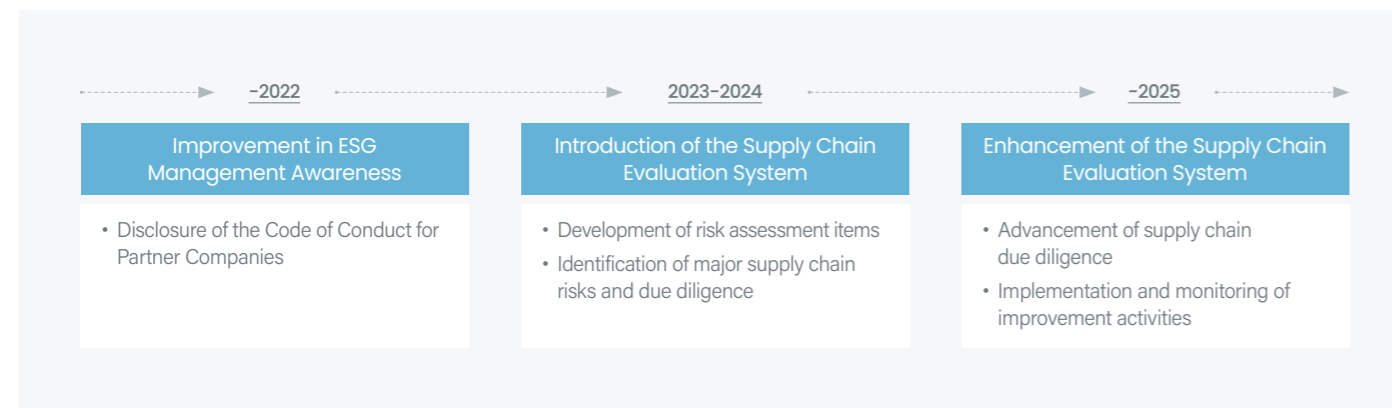 -2022
2023-2024
-2025
Improvement in ESG
Management Awareness
• Disclosure of the Code of Conduct for
Partner Companies
Introduction of the Supply Chain
Evaluation System
• Development of risk assessment items
• Identification of major supply chain
risks and due diligence
Enhancement of the Supply Chain
Evaluation System
• Advancement of supply chain
due diligence
• Implementation and monitoring of
improvement activities